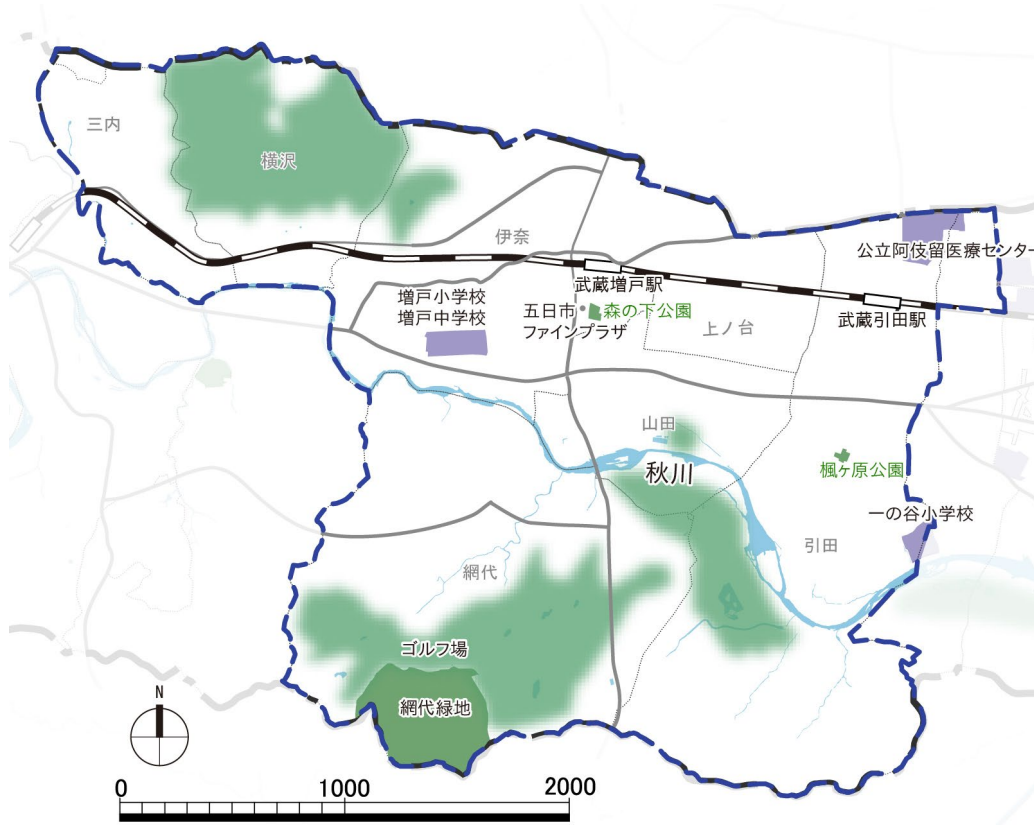 三内
横沢
伊奈
公立阿伎留医療センター
武蔵増戸駅
増戸小学校
増戸中学校
五日市
ファインプラザ
森の下公園
上ノ台
武蔵引田駅
山田
秋川
楓ヶ原公園
一の谷小学校
引田
網代
ゴルフ場
網代緑地
N
0
1000
2000